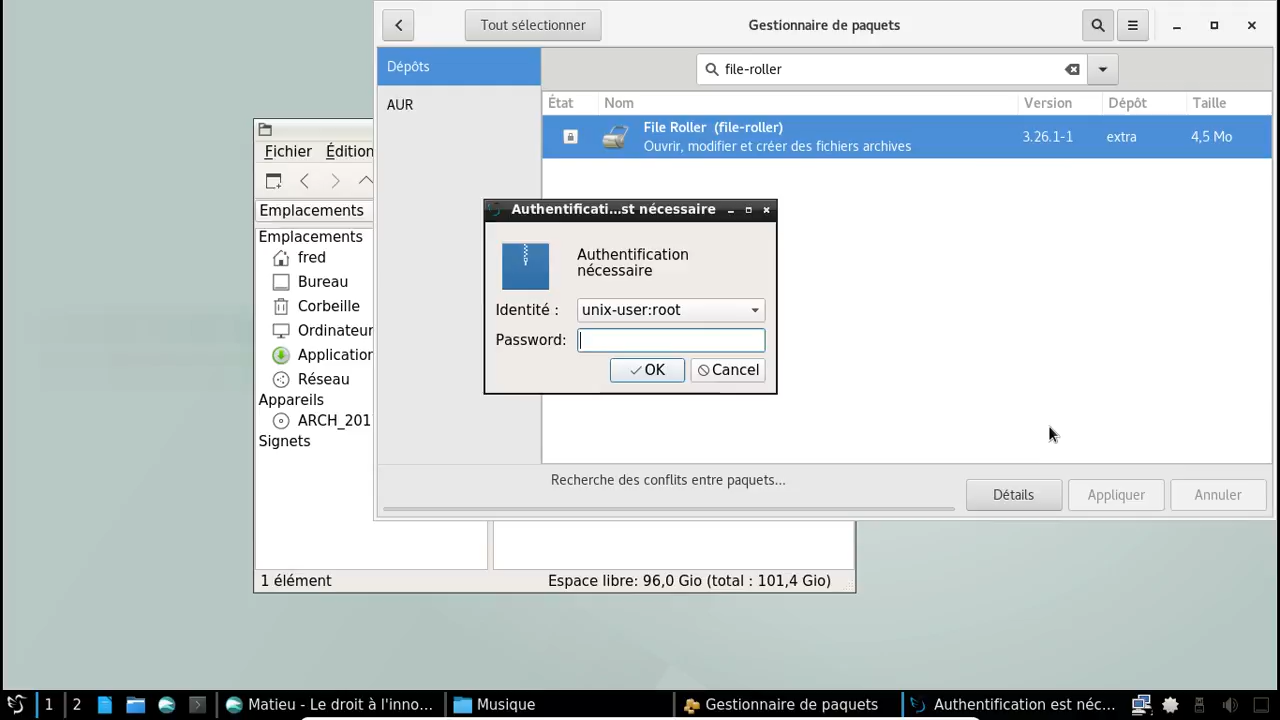 Tout sélectionner
Gestionnaire de paquets
Dépôts
AUR
file-roller
État
Nom
Version
Dépôt
Taille
File Roller (file-roller)
3.26.1-1
extra
4,5 Mo
Ouvrir, modifier et créer des fichiers archives
Fichier
Édition
Emplacements
Emplacements
fred
Bureau
Corbeille
Ordinateur
Application
Réseau
Appareils
ARCH_201
Signets
Authentificati...st nécessaire
Authentification
nécessaire
Identité :
unix-user:root
Password:
OK
Cancel
Recherche des conflits entre paquets...
Détails
Appliquer
Annuler
1 élément
Espace libre: 96,0 Gio (total : 101,4 Gio)
1
2
Matieu - Le droit à l'inno...
Musique
Gestionnaire de paquets
Authentification est néc...